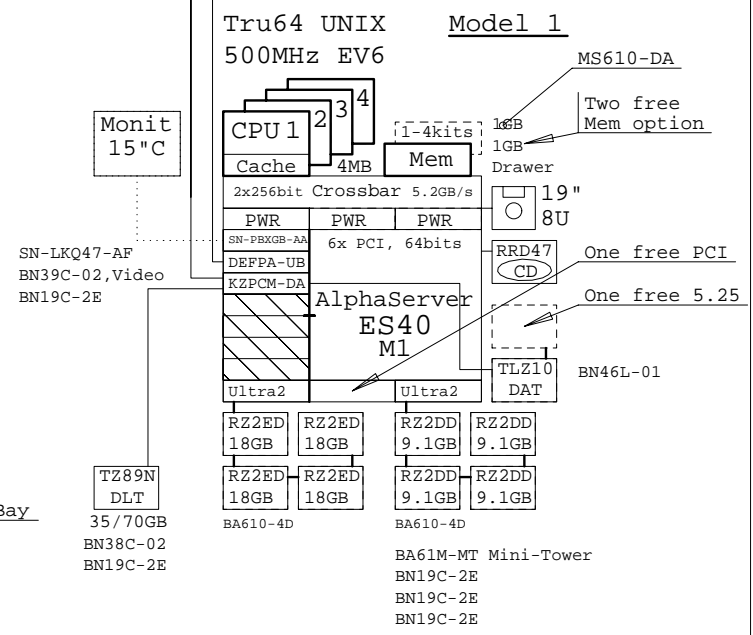 Tru64 UNIX
Model 1
500MHz EV6
MS610-DA
Two free
Mem option
Monit
15"C
CPU 1
2
3
4
Cache
4MB
1-4kits
Mem
1GB
1GB
Drawer
2x256bit Crossbar 5.2GB/s
19"
8U
PWR
PWR
PWR
SN-PBXGB-AA
6x PCI, 64bits
DEFPA-UB
KZPCM-DA
SN-LKQ47-AF
BN39C-02,Video
BN19C-2E
RRD47
CD
One free PCI
One free 5.25
AlphaServer
ES40
M1
TLZ10
DAT
BN46L-01
Ultra2
Ultra2
RZ2ED
18GB
RZ2ED
18GB
RZ2DD
9.1GB
RZ2DD
9.1GB
RZ2ED
18GB
RZ2ED
18GB
RZ2DD
9.1GB
RZ2DD
9.1GB
BA610-4D
BA610-4D
TZ89N
DLT
35/70GB
BN38C-02
BN19C-2E
Bay
BA61M-MT Mini-Tower
BN19C-2E
BN19C-2E
BN19C-2E